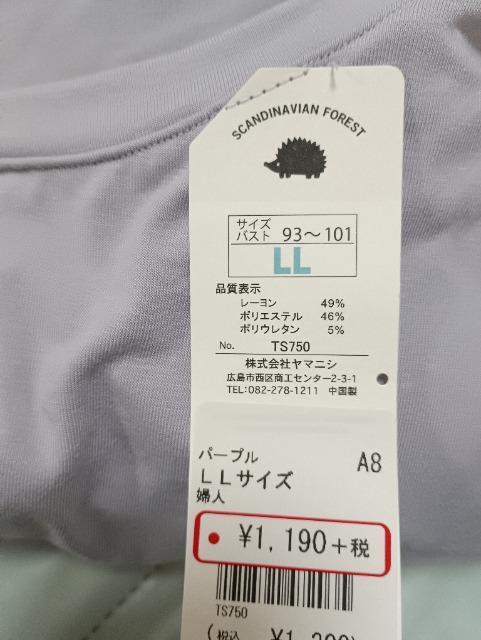 SCANDINAVIAN FOREST
サイズ
バスト 93～101
LL
品質表示
レーヨン 49%
ポリエステル 46%
ポリウレタン 5%
No. TS750
株式会社ヤマニシ
広島市西区商工センター2-3-1
TEL:082-278-1211 中国製
パープル A8
LLサイズ
婦人
¥1,190+税
TS750
(税込